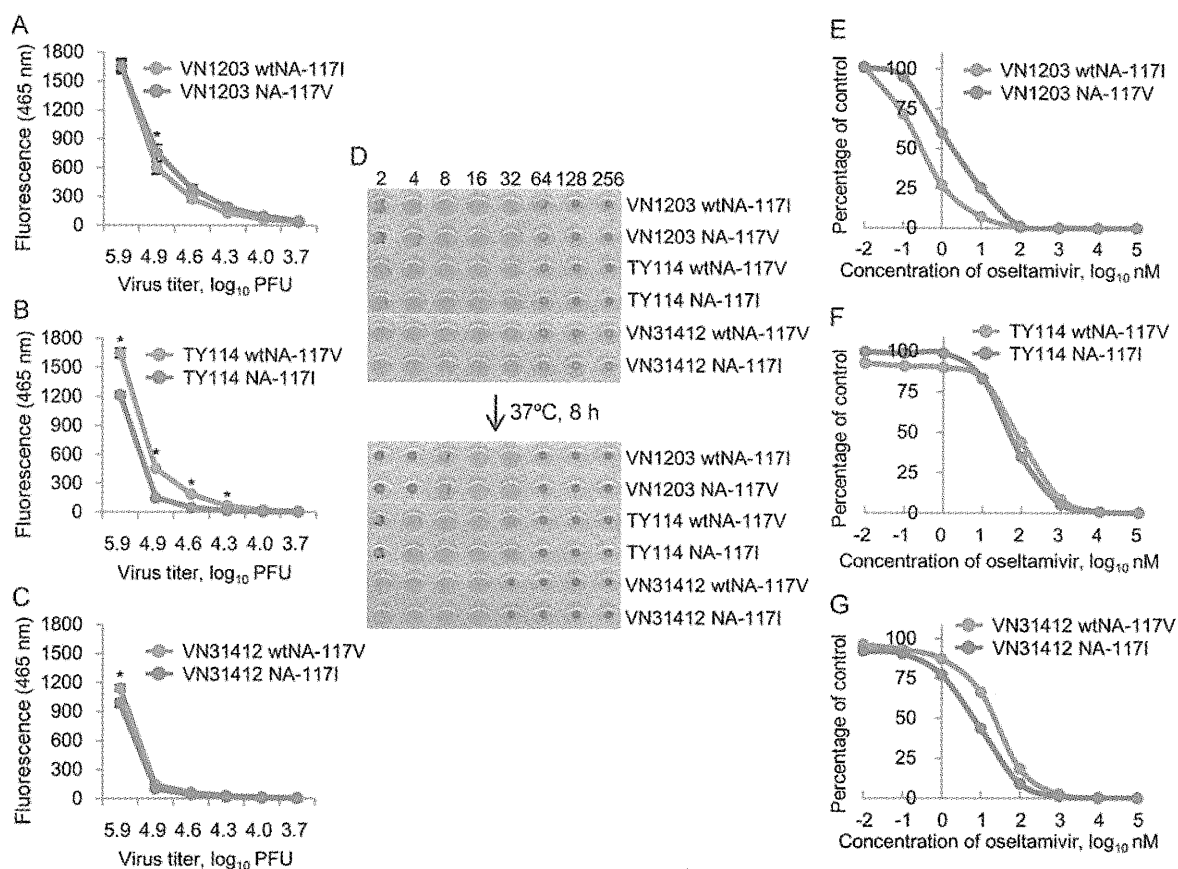 A
Fluorescence (465 nm)
1800
1500
1200
900
600
300
0
VN1203 wtNA-117I
VN1203 NA-117V
*
5.9 4.9 4.6 4.3 4.0 3.7
Virus titer, log10 PFU
B
Fluorescence (465 nm)
1800
1500
1200
900
600
300
0
TY114 wtNA-117V
TY114 NA-117I
*
*
*
*
5.9 4.9 4.6 4.3 4.0 3.7
Virus titer, log10 PFU
C
Fluorescence (465 nm)
1800
1500
1200
900
600
300
0
VN31412 wtNA-117V
VN31412 NA-117I
*
5.9 4.9 4.6 4.3 4.0 3.7
Virus titer, log10 PFU
D
2 4 8 16 32 64 128 256
VN1203 wtNA-117I
VN1203 NA-117V
TY114 wtNA-117V
TY114 NA-117I
VN31412 wtNA-117V
VN31412 NA-117I
37ºC, 8 h
VN1203 wtNA-117I
VN1203 NA-117V
TY114 wtNA-117V
TY114 NA-117I
VN31412 wtNA-117V
VN31412 NA-117I
E
Percentage of control
100
75
50
25
0
VN1203 wtNA-117I
VN1203 NA-117V
-2 -1 0 1 2 3 4 5
Concentration of oseltamivir, log10 nM
F
Percentage of control
100
75
50
25
0
TY114 wtNA-117V
TY114 NA-117I
-2 -1 0 1 2 3 4 5
Concentration of oseltamivir, log10 nM
G
Percentage of control
100
75
50
25
0
VN31412 wtNA-117V
VN31412 NA-117I
-2 -1 0 1 2 3 4 5
Concentration of oseltamivir, log10 nM